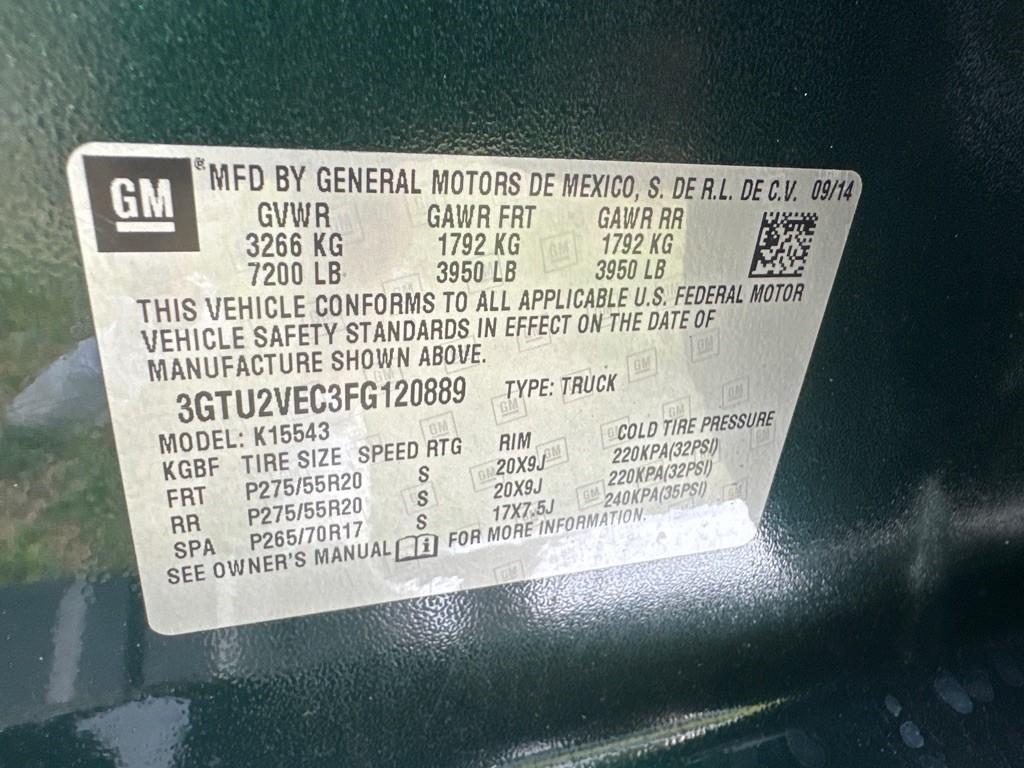 GM ® MFD BY GENERAL MOTORS DE MEXICO, S. DE R.L. DE C.V. 09/14
GVWR GAWR FRT GAWR RR
3266 KG 1792 KG 1792 KG
7200 LB 3950 LB 3950 LB
THIS VEHICLE CONFORMS TO ALL APPLICABLE U.S. FEDERAL MOTOR
VEHICLE SAFETY STANDARDS IN EFFECT ON THE DATE OF
MANUFACTURE SHOWN ABOVE.
3GTU2VEC3FG120889 TYPE: TRUCK
MODEL: K15543
KGBF TIRE SIZE SPEED RTG RIM COLD TIRE PRESSURE
FRT P275/55R20 S 20X9J 220KPA(32PSI)
RR P275/55R20 S 20X9J 220KPA(32PSI)
SPA P265/70R17 S 17X7.5J 240KPA(35PSI)
SEE OWNER'S MANUAL FOR MORE INFORMATION.